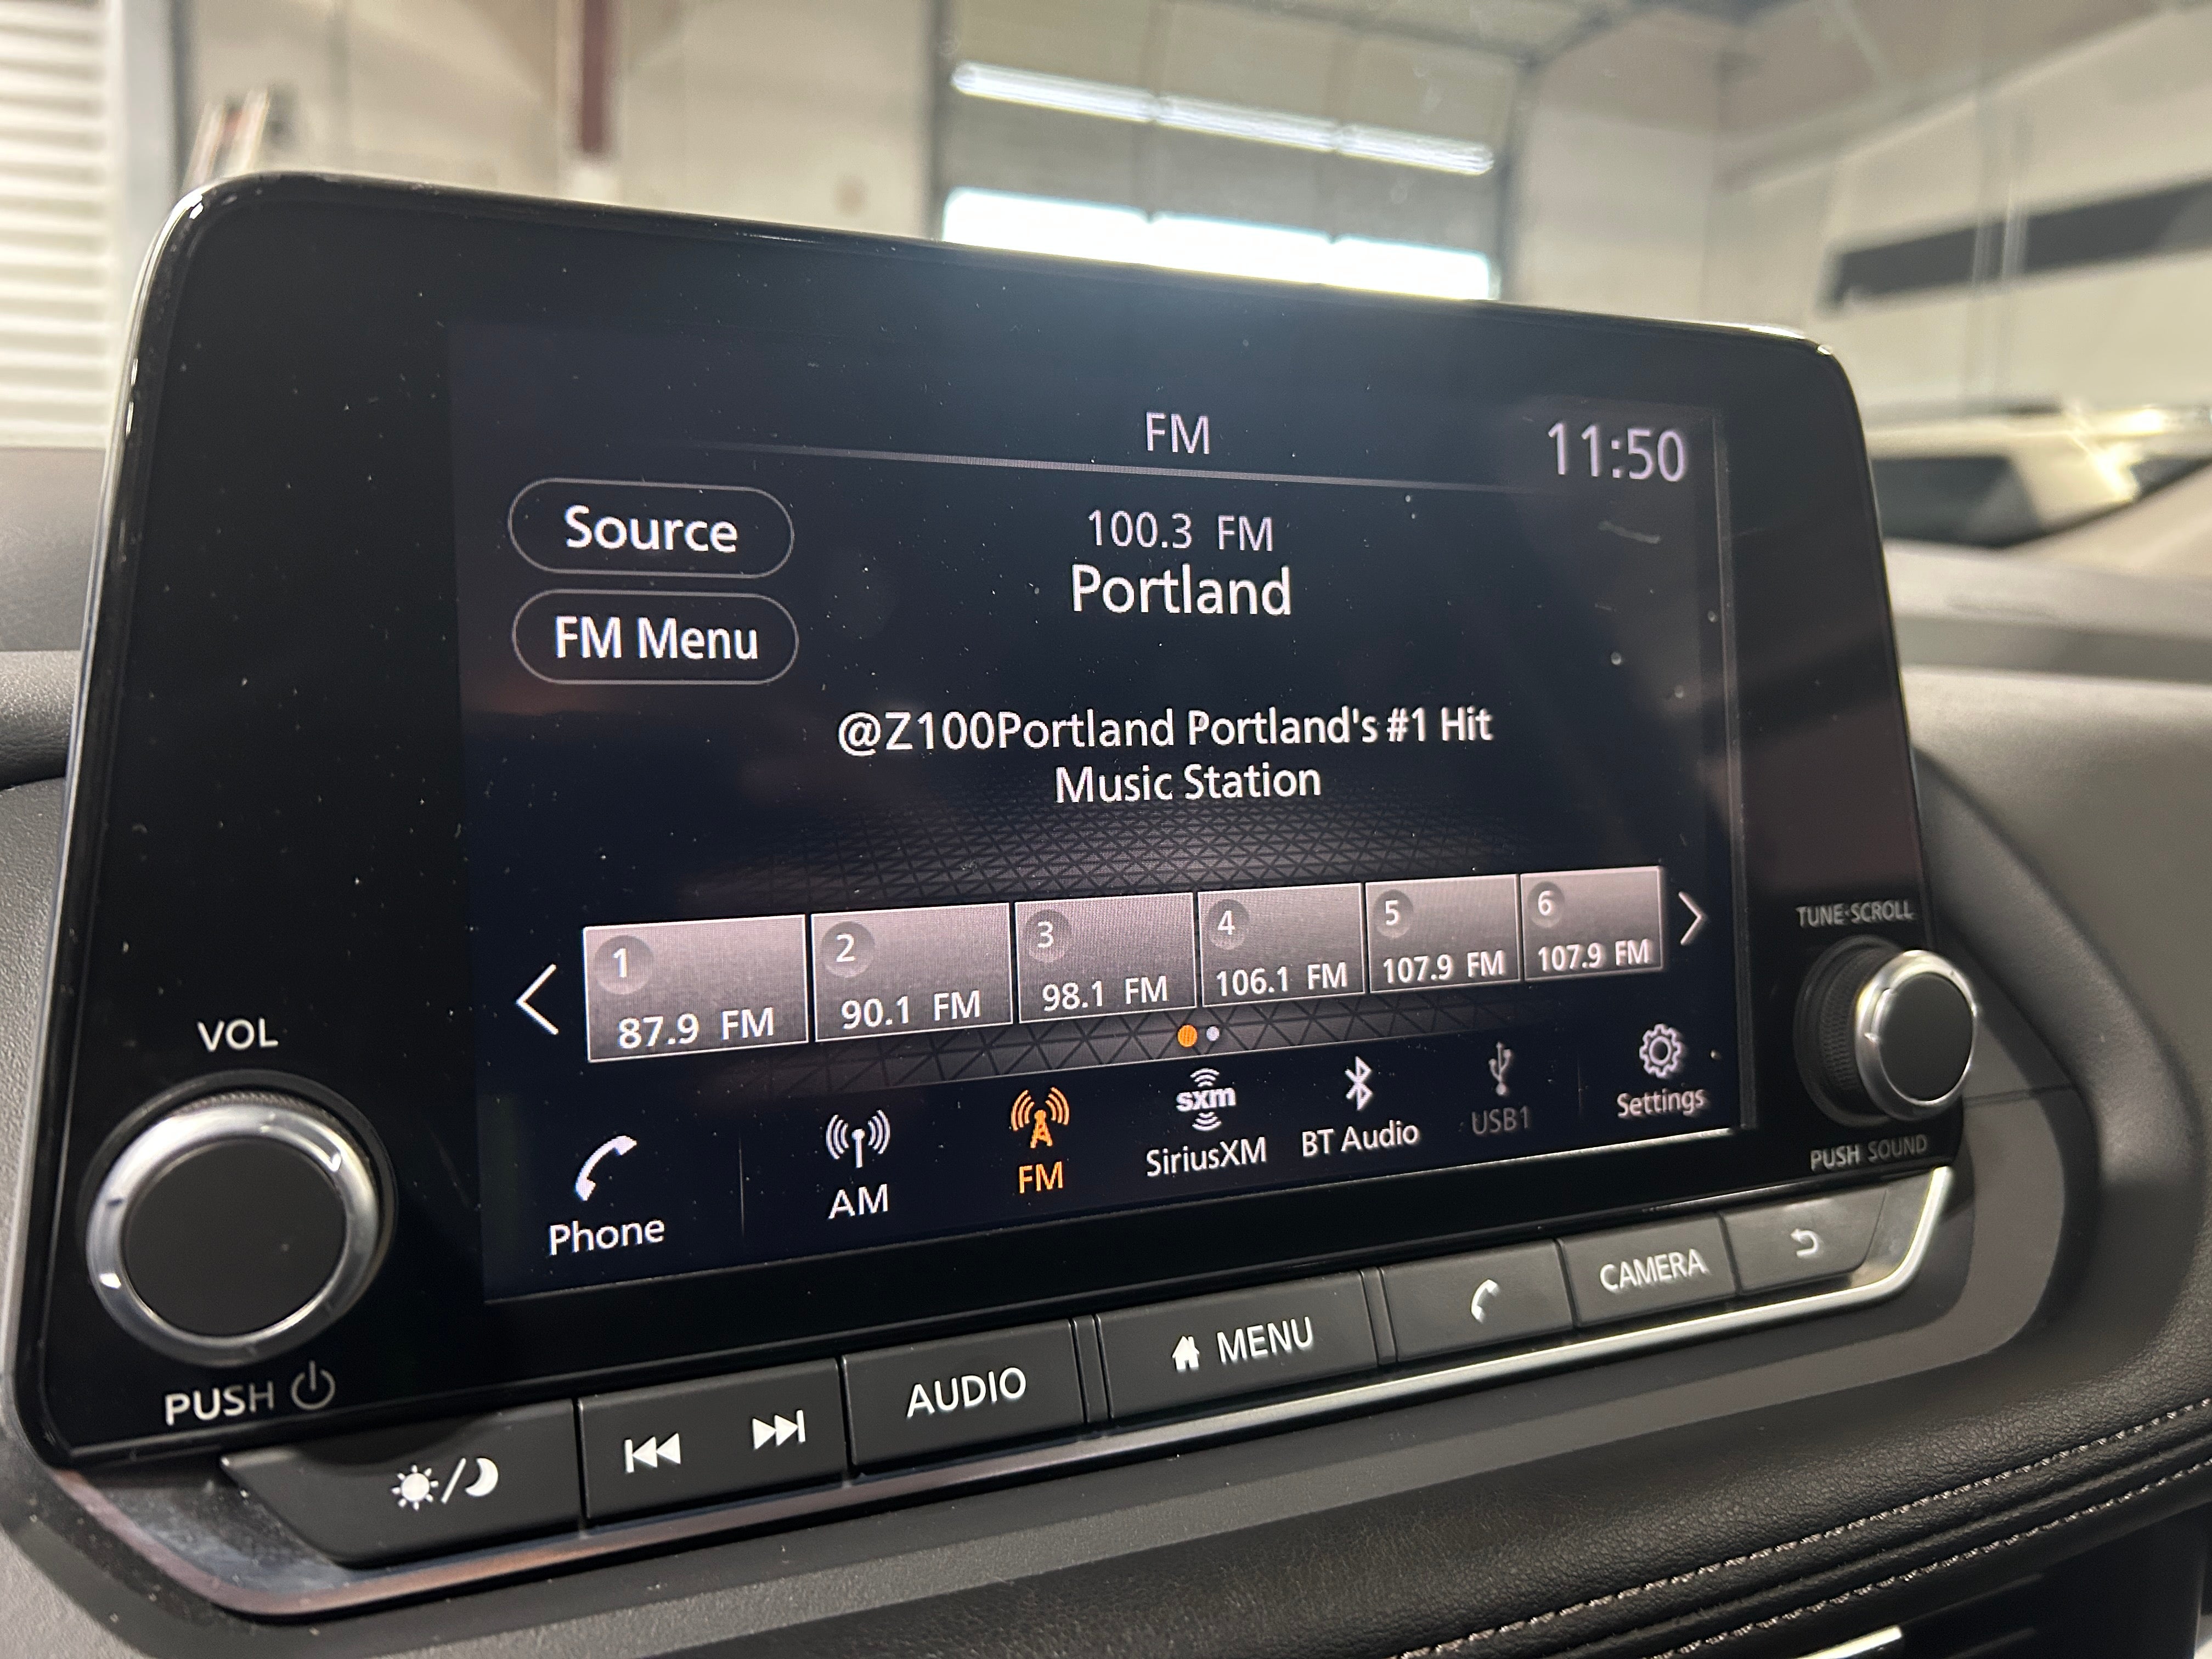 FM
11:50
Source
100.3 FM
Portland
FM Menu
@Z100Portland Portland's #1 Hit
Music Station
1
87.9 FM
2
90.1 FM
3
98.1 FM
4
106.1 FM
5
107.9 FM
6
107.9 FM
Phone
AM
FM
sxm
SiriusXM
BT Audio
USB1
Settings
VOL
PUSH
TUNE·SCROLL
PUSH SOUND
AUDIO
MENU
CAMERA